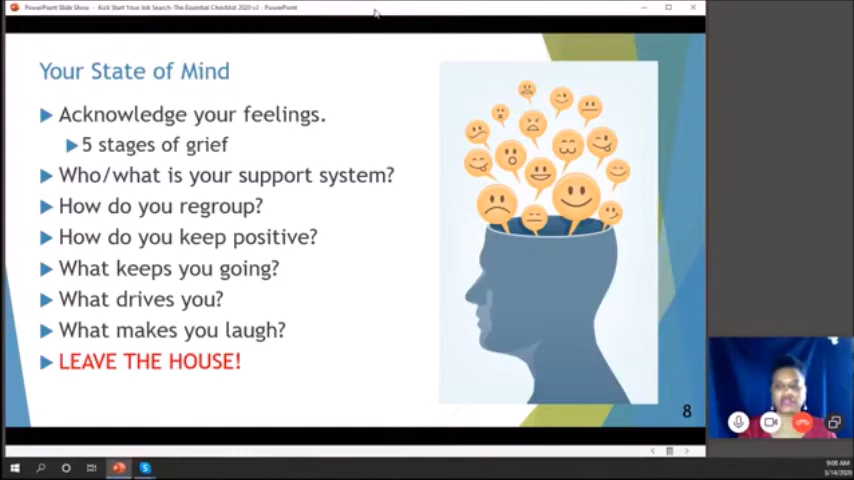 PowerPoint Slide Show - Kick Start Your Job Search-The Essential Checklist 2020 v2 - PowerPoint
Your State of Mind
Acknowledge your feelings.
5 stages of grief
Who/what is your support system?
How do you regroup?
How do you keep positive?
What keeps you going?
What drives you?
What makes you laugh?
LEAVE THE HOUSE!
8
9:08 AM
3/14/2020